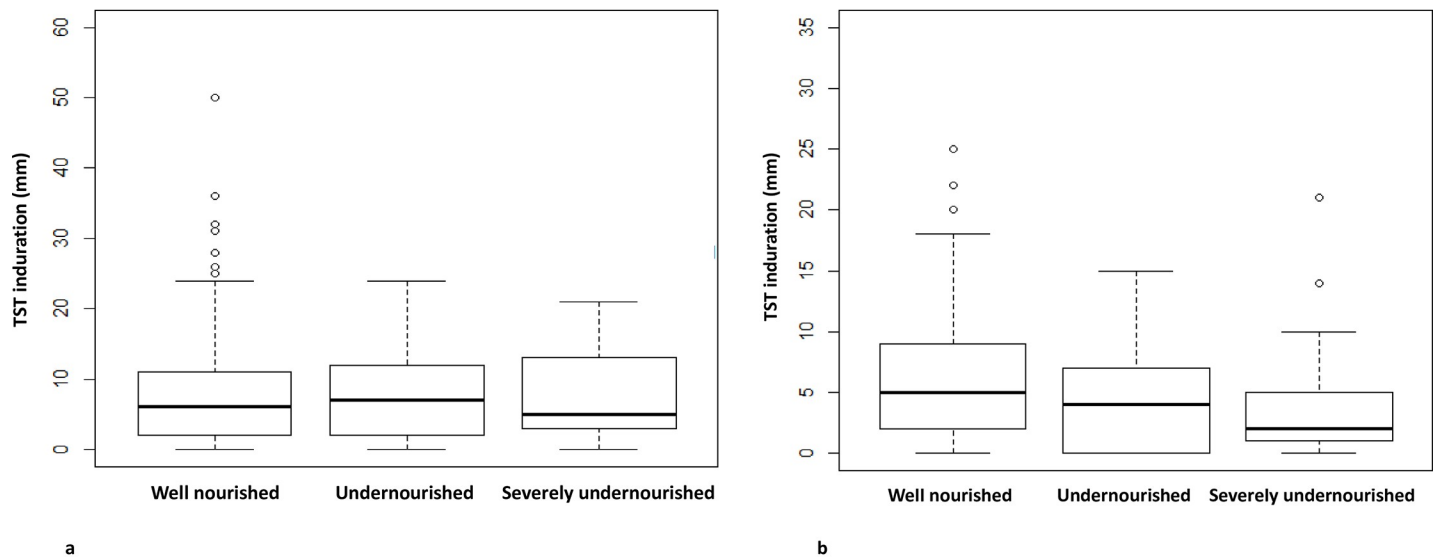 TST induration (mm)
60
50
40
30
20
10
0
Well nourished
Undernourished
Severely undernourished
a
TST induration (mm)
35
30
25
20
15
10
5
0
Well nourished
Undernourished
Severely undernourished
b